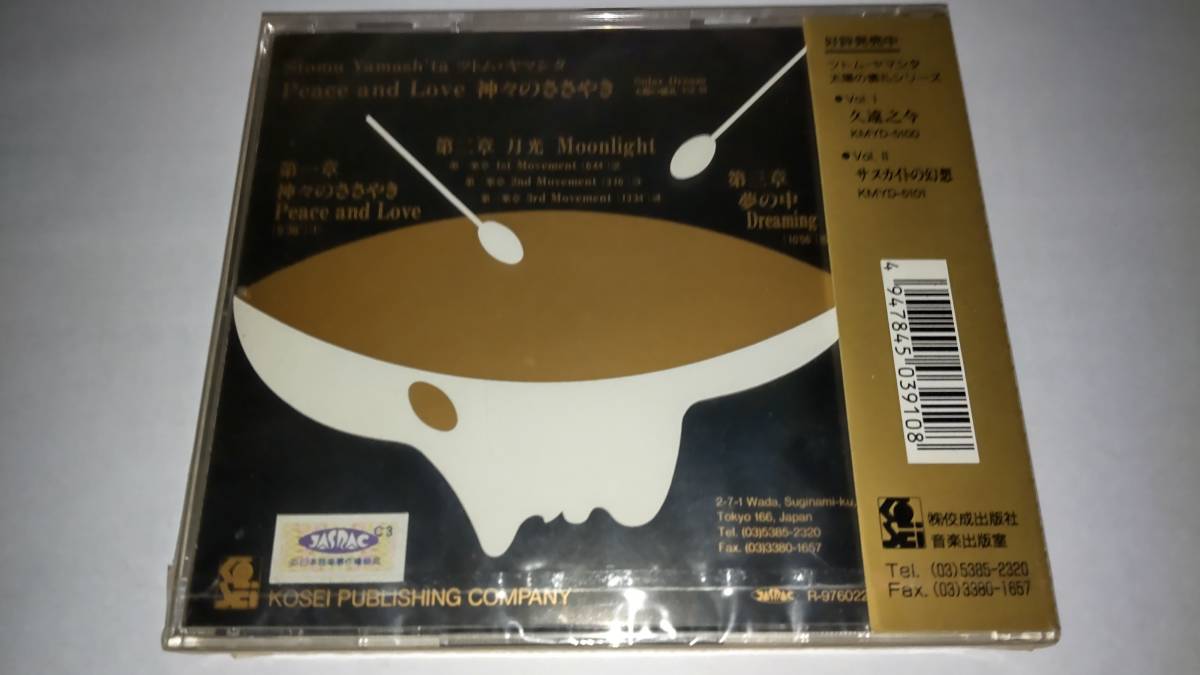 Stomu Yamash'ta ツトム・ヤマシタ
Peace and Love 神々のささやき
Solar Dream
第一章
神々のささやき
Peace and Love
第二章 月光 Moonlight
1st Movement
2nd Movement
3rd Movement
第三章
夢の中
Dreaming
2-7-1 Wada, Suginami-ku,
Tokyo 166, Japan
Tel. (03)5385-2320
Fax. (03)3380-1657
JASRAC
C3
KOSEI PUBLISHING COMPANY
JASRAC R-976022
好評発売中
ツトム・ヤマシタ
太陽の儀礼シリーズ
●Vol. I
久遠之今
KMYD-5100
●Vol. II
サヌカイトの幻想
KMYD-5101
4 947845 039108
KOSEI
㈱佼成出版社
音楽出版室
Tel. (03)5385-2320
Fax. (03)3380-1657